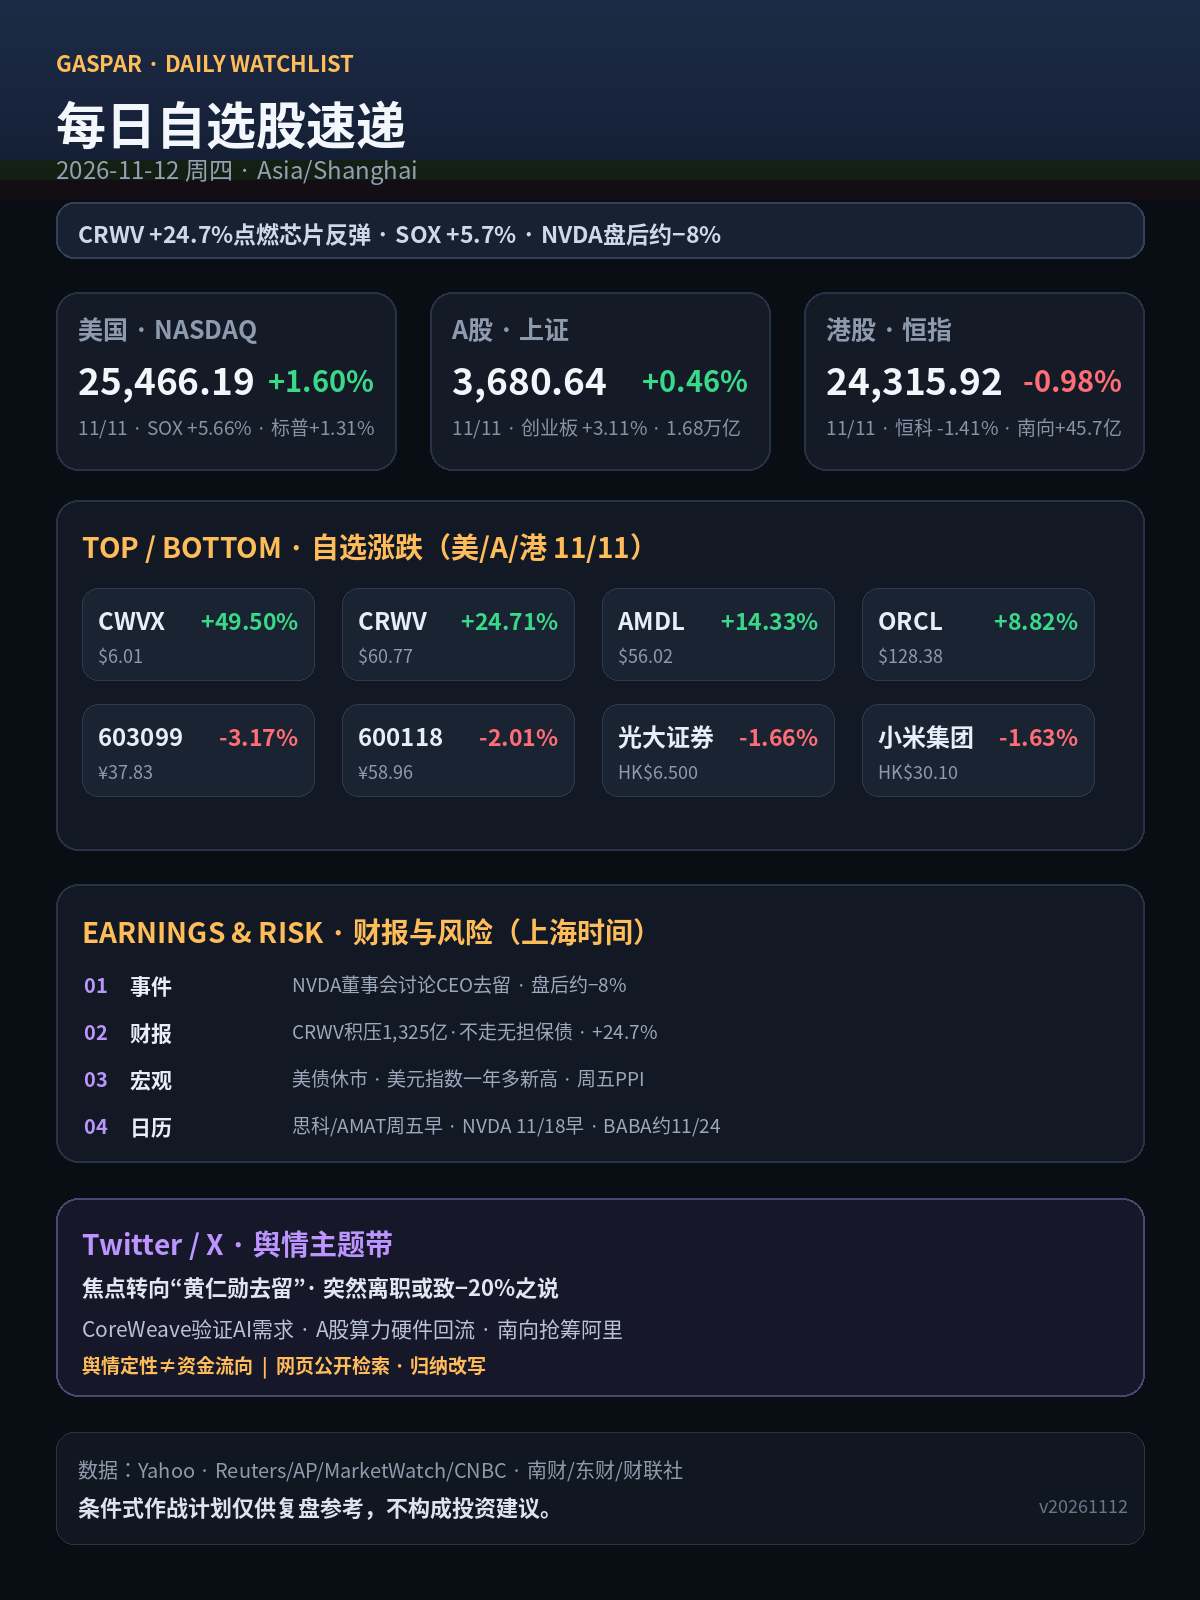 GASPAR · DAILY WATCHLIST
每日自选股速递
2026-11-12 周四 · Asia/Shanghai
CRWV +24.7%点燃芯片反弹 · SOX +5.7% · NVDA盘后约−8%
美国 · NASDAQ
25,466.19 +1.60%
11/11 · SOX +5.66% · 标普+1.31%
A股 · 上证
3,680.64 +0.46%
11/11 · 创业板 +3.11% · 1.68万亿
港股 · 恒指
24,315.92 -0.98%
11/11 · 恒科 -1.41% · 南向+45.7亿
TOP / BOTTOM · 自选涨跌（美/A/港 11/11）
CWVX +49.50%
$6.01
CRWV +24.71%
$60.77
AMDL +14.33%
$56.02
ORCL +8.82%
$128.38
603099 -3.17%
¥37.83
600118 -2.01%
¥58.96
光大证券 -1.66%
HK$6.500
小米集团 -1.63%
HK$30.10
EARNINGS & RISK · 财报与风险（上海时间）
01 事件 NVDA董事会讨论CEO去留 · 盘后约−8%
02 财报 CRWV积压1,325亿 · 不走无担保债 · +24.7%
03 宏观 美债休市 · 美元指数一年多新高 · 周五PPI
04 日历 思科/AMAT周五早 · NVDA 11/18早 · BABA约11/24
Twitter / X · 舆情主题带
焦点转向“黄仁勋去留” · 突然离职或致−20%之说
CoreWeave验证AI需求 · A股算力硬件回流 · 南向抢筹阿里
舆情定性≠资金流向｜网页公开检索 · 归纳改写
数据：Yahoo · Reuters/AP/MarketWatch/CNBC · 南财/东财/财联社
条件式作战计划仅供复盘参考，不构成投资建议。
v20261112